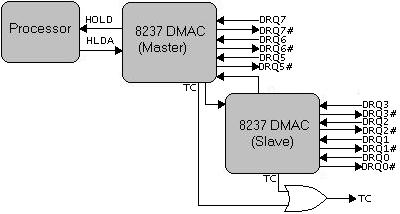 Processor
HOLD
HLDA
8237 DMAC
(Master)
TC
DRQ7
DRQ7#
DRQ6
DRQ6#
DRQ5
DRQ5#
8237 DMAC
(Slave)
TC
DRQ3
DRQ3#
DRQ2
DRQ2#
DRQ1
DRQ1#
DRQ0
DRQ0#
TC